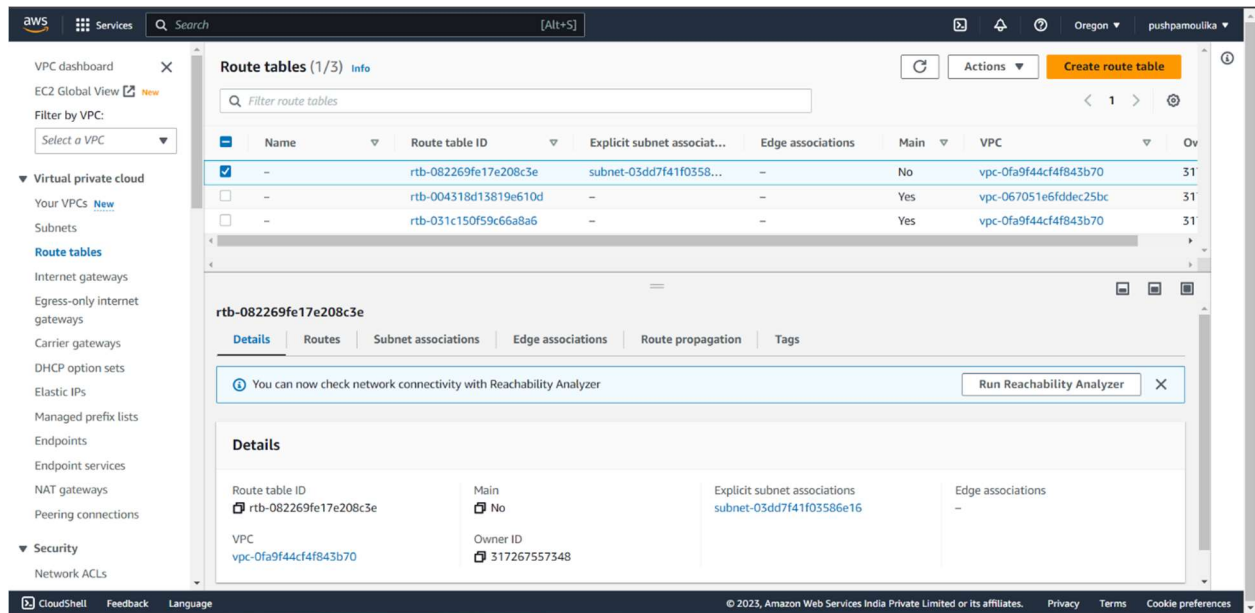 aws Services Search [Alt+S] Oregon ▼ pushpamoulika ▼
VPC dashboard
EC2 Global View New
Filter by VPC:
Select a VPC ▼
▼ Virtual private cloud
Your VPCs New
Subnets
Route tables
Internet gateways
Egress-only internet
gateways
Carrier gateways
DHCP option sets
Elastic IPs
Managed prefix lists
Endpoints
Endpoint services
NAT gateways
Peering connections
▼ Security
Network ACLs
Route tables (1/3) Info
Actions ▼ Create route table
Filter route tables
< 1 >
Name Route table ID Explicit subnet associat... Edge associations Main VPC Ow
– rtb-082269fe17e208c3e subnet-03dd7f41f0358... – No vpc-0fa9f44cf4f843b70 31
– rtb-004318d13819e610d – – Yes vpc-067051e6fddec25bc 31
– rtb-031c150f59c66a8a6 – – Yes vpc-0fa9f44cf4f843b70 31
rtb-082269fe17e208c3e
Details Routes Subnet associations Edge associations Route propagation Tags
You can now check network connectivity with Reachability Analyzer Run Reachability Analyzer
Details
Route table ID Main Explicit subnet associations Edge associations
rtb-082269fe17e208c3e No subnet-03dd7f41f03586e16 –
VPC Owner ID
vpc-0fa9f44cf4f843b70 317267557348
CloudShell Feedback Language © 2023, Amazon Web Services India Private Limited or its affiliates. Privacy Terms Cookie preferences